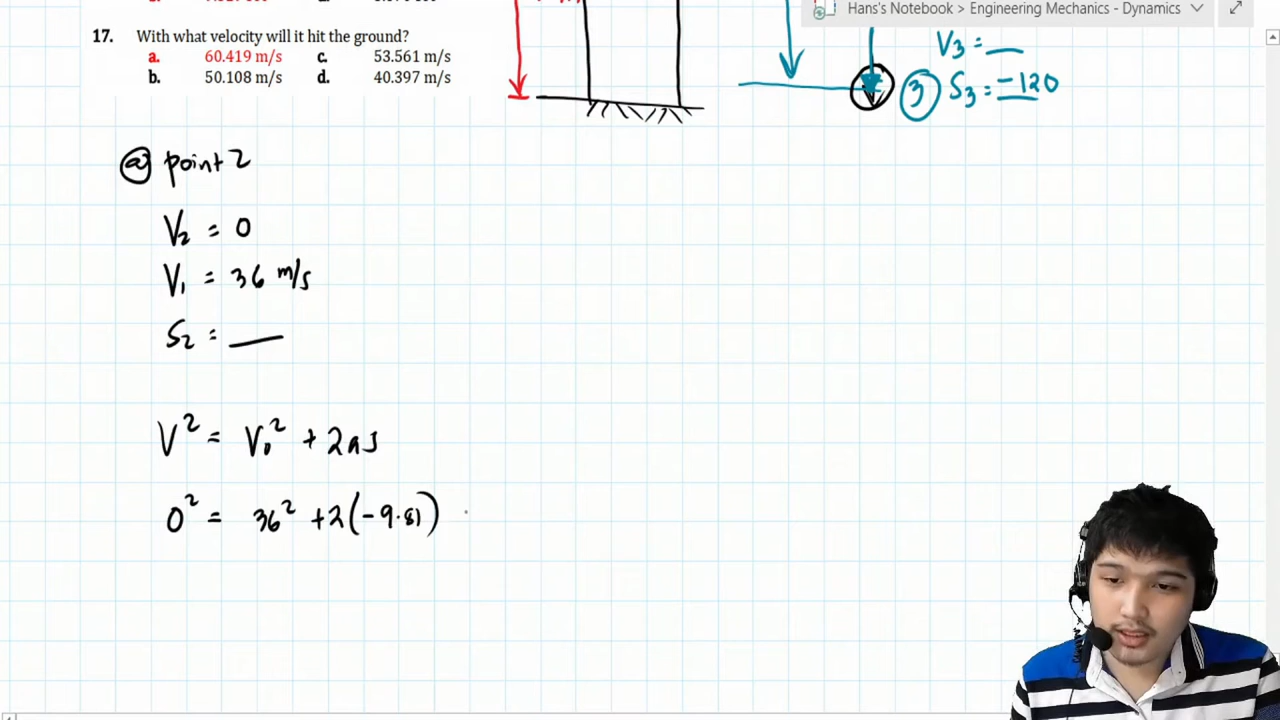 Hans's Notebook > Engineering Mechanics - Dynamics
17. With what velocity will it hit the ground?
a. 60.419 m/s c. 53.561 m/s
b. 50.108 m/s d. 40.397 m/s
V₃ = __
③ S₃ = -120
@ point 2
V₂ = 0
V₁ = 36 m/s
S₂ = __
V² = V₀² + 2as
0² = 36² + 2(-9.81)